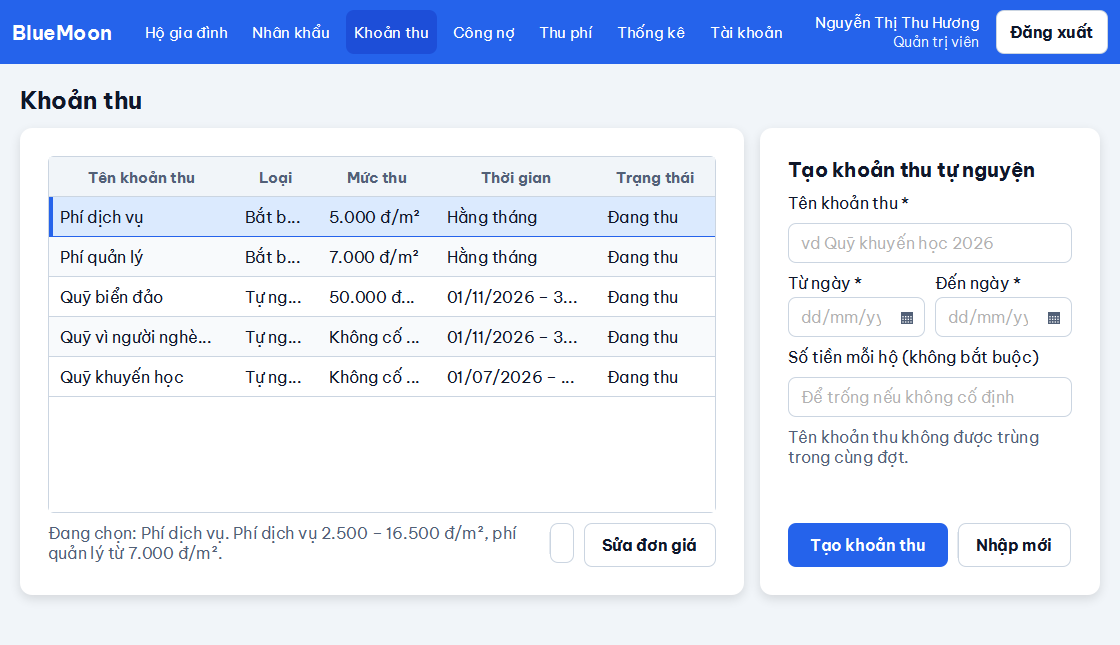 BlueMoon
Hộ gia đình
Nhân khẩu
Khoản thu
Công nợ
Thu phí
Thống kê
Tài khoản
Nguyễn Thị Thu Hương
Quản trị viên
Đăng xuất
Khoản thu
Tên khoản thu Loại Mức thu Thời gian Trạng thái
Phí dịch vụ Bắt b... 5.000 đ/m² Hằng tháng Đang thu
Phí quản lý Bắt b... 7.000 đ/m² Hằng tháng Đang thu
Quỹ biển đảo Tự ng... 50.000 đ... 01/11/2026 – 3... Đang thu
Quỹ vì người nghè... Tự ng... Không cố ... 01/11/2026 – 3... Đang thu
Quỹ khuyến học Tự ng... Không cố ... 01/07/2026 – ... Đang thu
Đang chọn: Phí dịch vụ. Phí dịch vụ 2.500 – 16.500 đ/m², phí
quản lý từ 7.000 đ/m².
Sửa đơn giá
Tạo khoản thu tự nguyện
Tên khoản thu *
vd Quỹ khuyến học 2026
Từ ngày * Đến ngày *
dd/mm/yy dd/mm/yy
Số tiền mỗi hộ (không bắt buộc)
Để trống nếu không cố định
Tên khoản thu không được trùng
trong cùng đợt.
Tạo khoản thu
Nhập mới